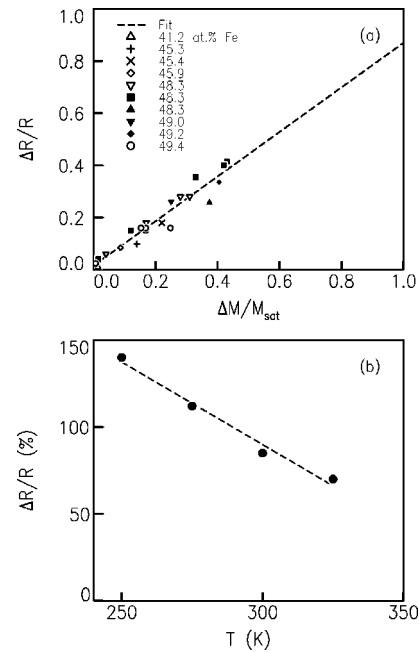 1.0
0.8
0.6
0.4
0.2
0.0
ΔR/R
Fit
41.2 at.% Fe
45.3
45.4
45.9
48.3
48.3
48.3
49.0
49.2
49.4
(a)
0.0 0.2 0.4 0.6 0.8 1.0
ΔM/Msat
150
100
50
0
ΔR/R (%)
(b)
250 300 350
T (K)